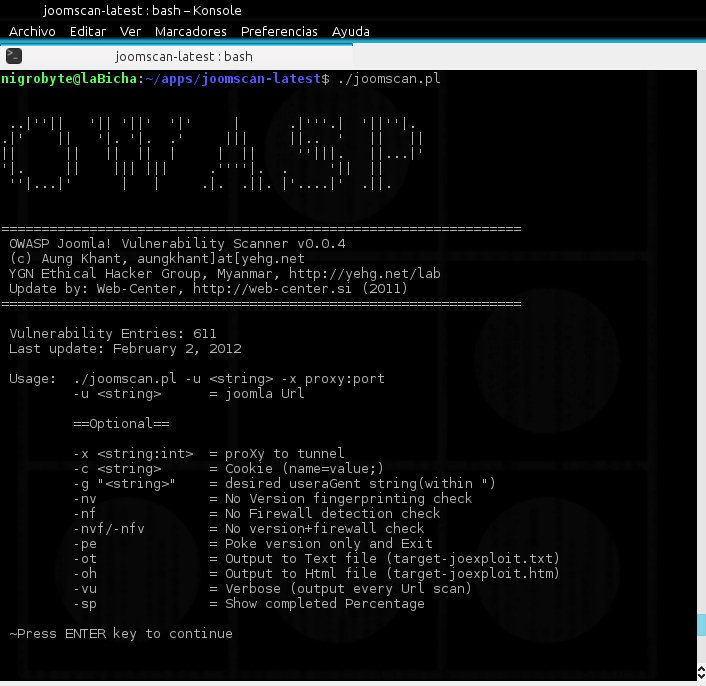 joomscan-latest : bash – Konsole
Archivo Editar Ver Marcadores Preferencias Ayuda
joomscan-latest : bash
nigrobyte@laBicha:~/apps/joomscan-latest$ ./joomscan.pl
 ..|''||   '|| '||'  '|'     |      .|'''.|  '||''|.
.|'    ||   '|. '|.  .'     |||     ||..  '   ||   ||
||      ||   ||  ||  |     |  ||     ''|||.   ||...|'
'|.     ||    ||| |||     .''''|.  .     '||  ||
 ''|...|'      |   |     .|.  .||. |'....|'  .||.
=================================================================
OWASP Joomla! Vulnerability Scanner v0.0.4
(c) Aung Khant, aungkhant]at[yehg.net
YGN Ethical Hacker Group, Myanmar, http://yehg.net/lab
Update by: Web-Center, http://web-center.si (2011)
=================================================================
Vulnerability Entries: 611
Last update: February 2, 2012
Usage:  ./joomscan.pl -u <string> -x proxy:port
-u <string>      = joomla Url
==Optional==
-x <string:int>  = proXy to tunnel
-c <string>      = Cookie (name=value;)
-g "<string>"    = desired useraGent string(within ")
-nv              = No Version fingerprinting check
-nf              = No Firewall detection check
-nvf/-nfv        = No version+firewall check
-pe              = Poke version only and Exit
-ot              = Output to Text file (target-joexploit.txt)
-oh              = Output to Html file (target-joexploit.htm)
-vu              = Verbose (output every Url scan)
-sp              = Show completed Percentage
~Press ENTER key to continue